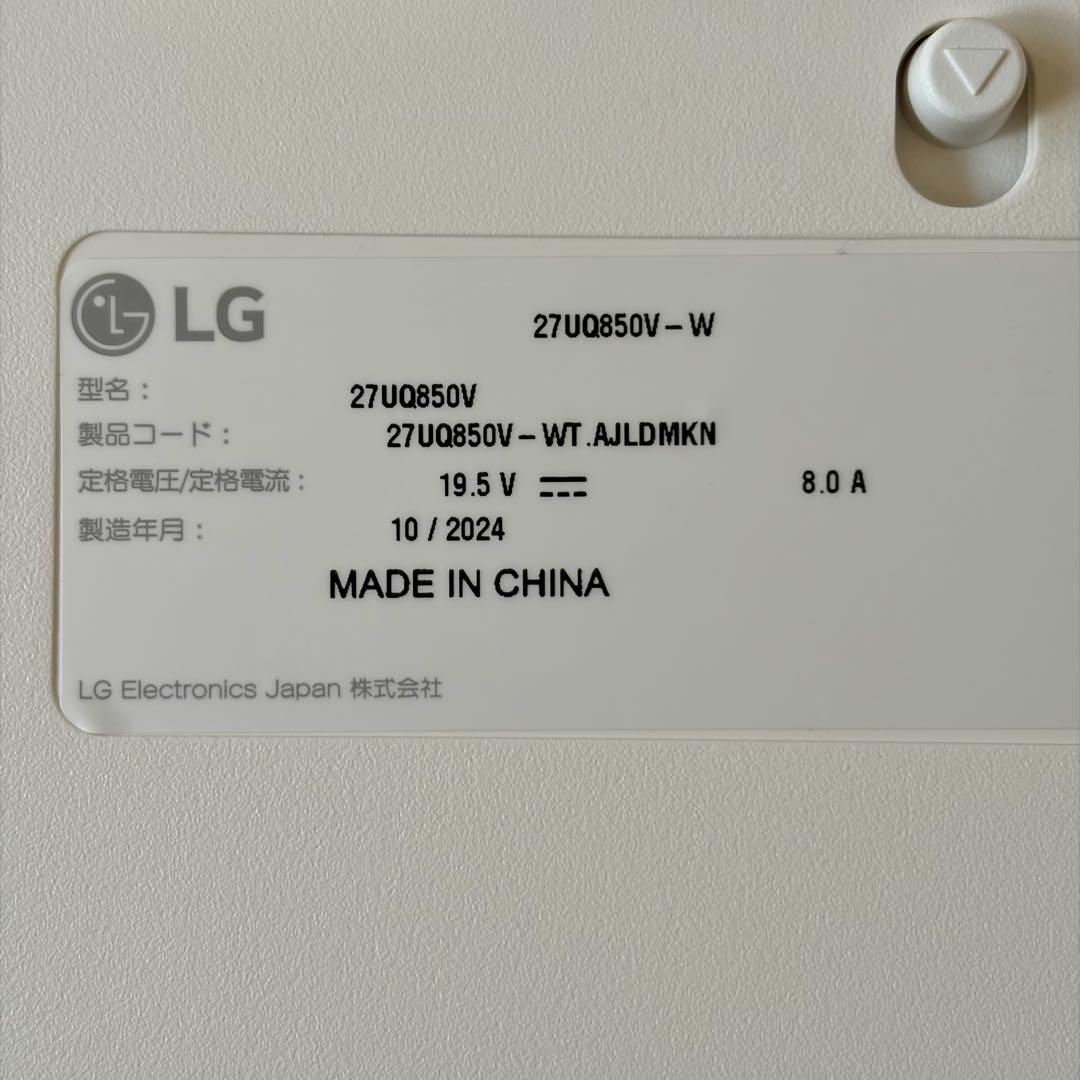 LG
27UQ850V-W
型名: 27UQ850V
製品コード: 27UQ850V-WT.AJLDMKN
定格電圧/定格電流: 19.5 V ⎓ 8.0 A
製造年月: 10 / 2024
MADE IN CHINA
LG Electronics Japan 株式会社